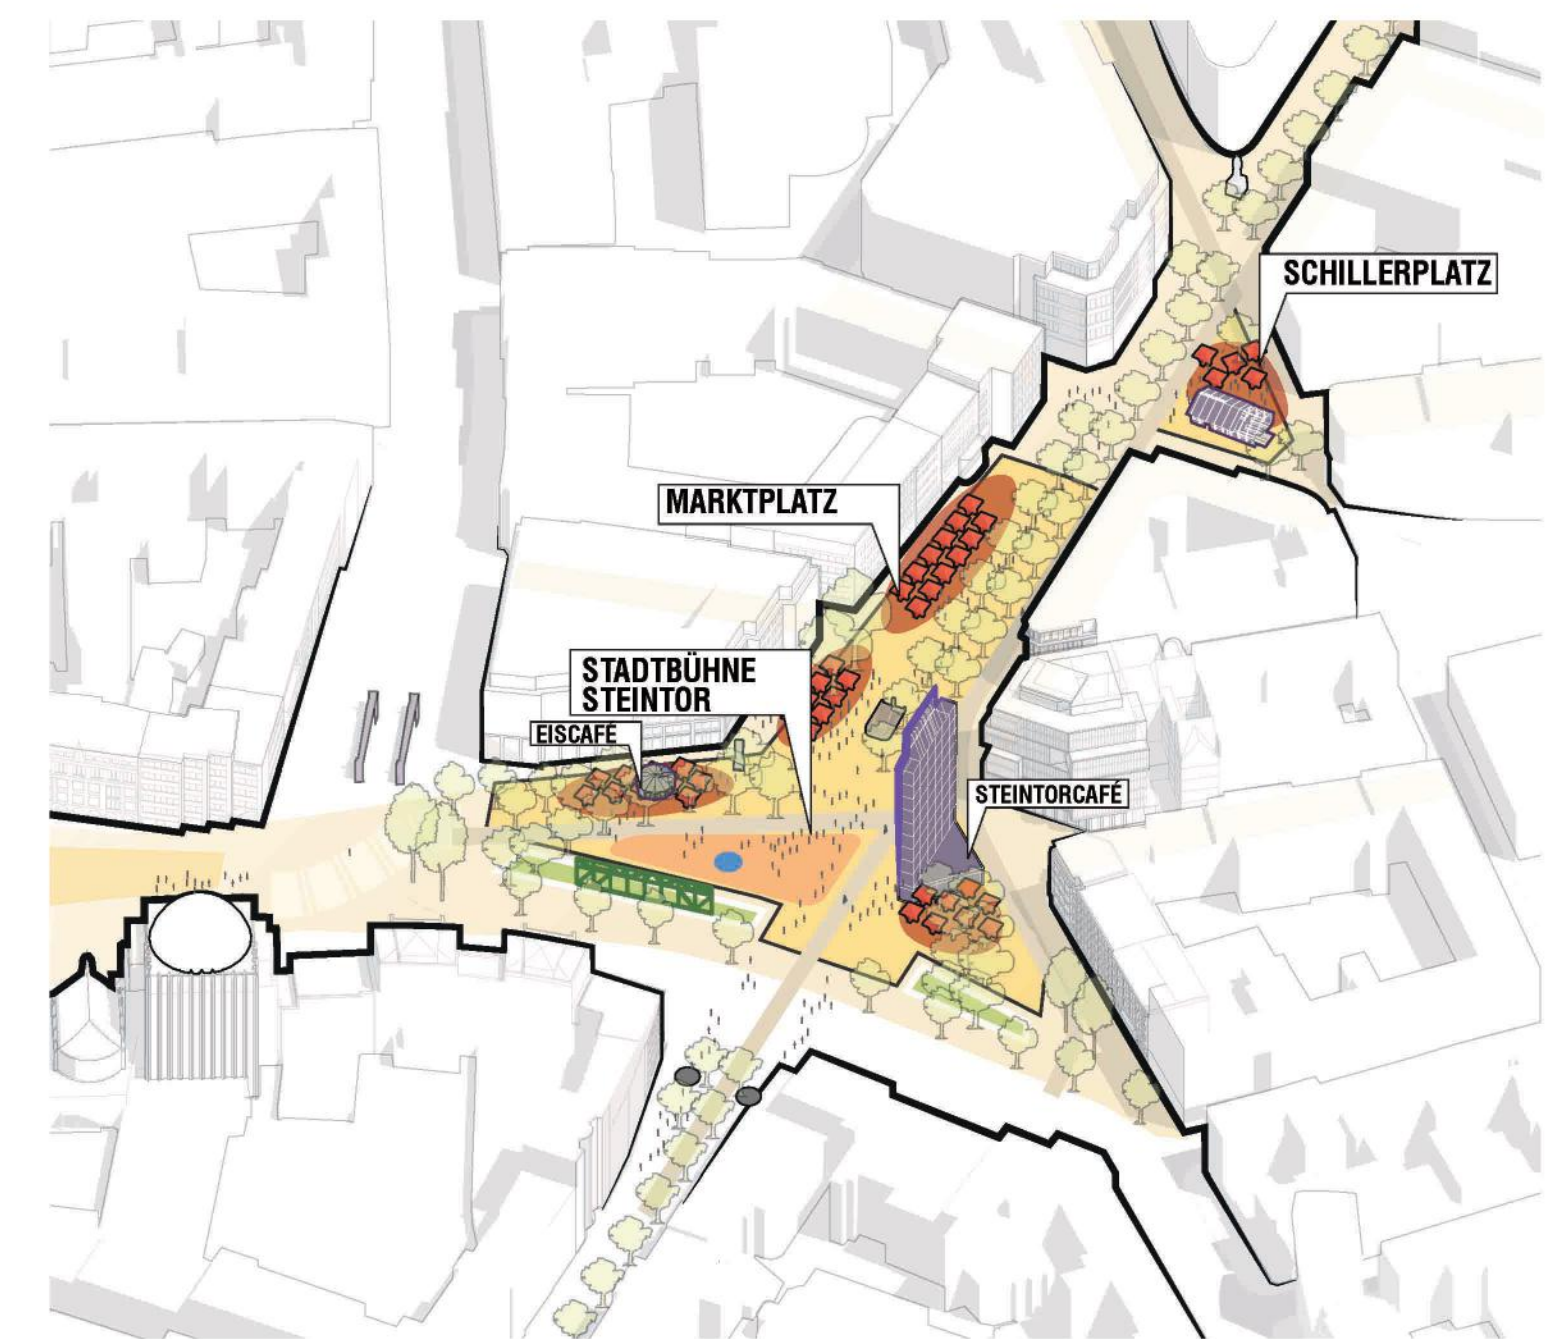 SCHILLERPLATZ
MARKTPLATZ
STADTBÜHNE
STEINTOR
EISCAFÉ
STEINTORCAFÉ